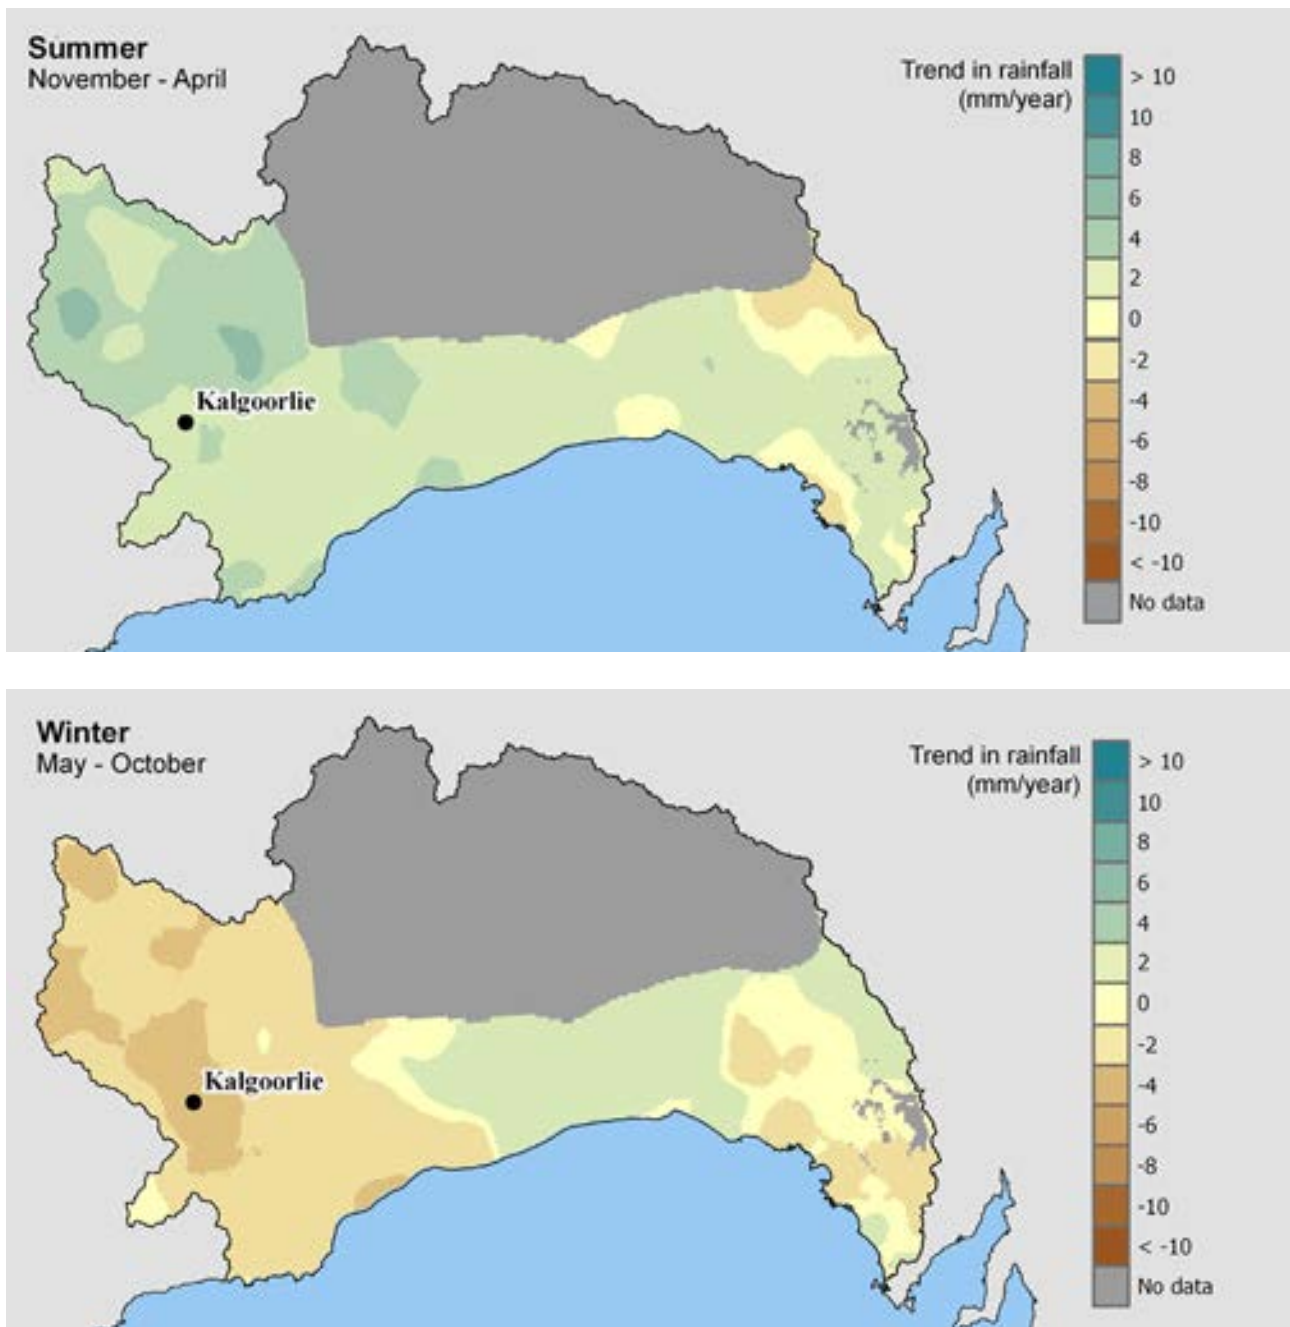 Summer
November - April
Trend in rainfall
(mm/year)
> 10
10
8
6
4
2
0
-2
-4
-6
-8
-10
< -10
No data
Kalgoorlie
Winter
May - October
Trend in rainfall
(mm/year)
> 10
10
8
6
4
2
0
-2
-4
-6
-8
-10
< -10
No data
Kalgoorlie